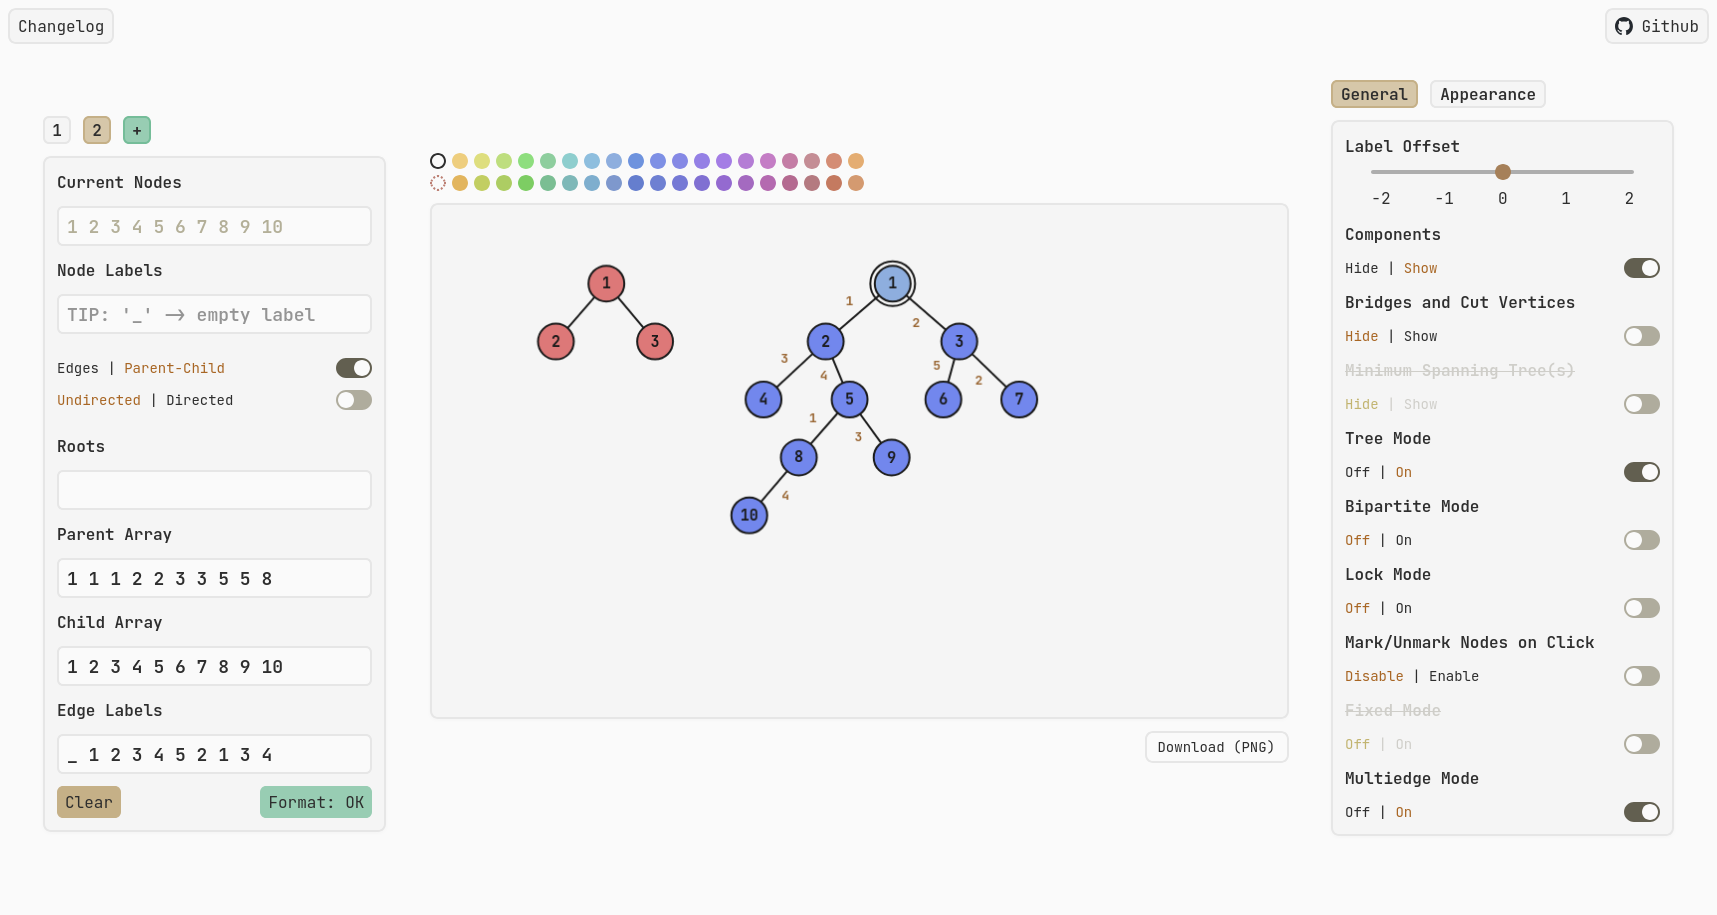 Changelog
Github
General
Appearance
1
2
+
Current Nodes
1 2 3 4 5 6 7 8 9 10
Node Labels
TIP: '_' -> empty label
Edges | Parent-Child
Undirected | Directed
Roots
Parent Array
1 1 1 2 2 3 3 5 5 8
Child Array
1 2 3 4 5 6 7 8 9 10
Edge Labels
_ 1 2 3 4 5 2 1 3 4
Clear
Format: OK
1
1
1
2
2
3
2
3
3
4
5
2
4
5
6
7
1
3
8
9
4
10
Download (PNG)
Label Offset
-2 -1 0 1 2
Components
Hide | Show
Bridges and Cut Vertices
Hide | Show
Minimum Spanning Tree(s)
Hide | Show
Tree Mode
Off | On
Bipartite Mode
Off | On
Lock Mode
Off | On
Mark/Unmark Nodes on Click
Disable | Enable
Fixed Mode
Off | On
Multiedge Mode
Off | On